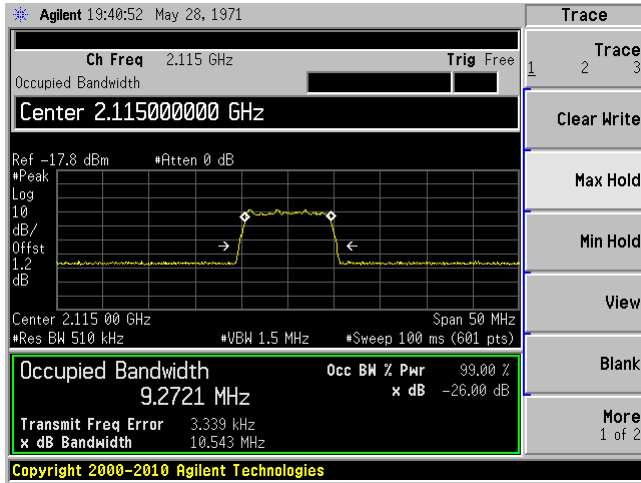 Agilent 19:40:52 May 28, 1971
Trace
Ch Freq 2.115 GHz Trig Free
Occupied Bandwidth
Center 2.115000000 GHz
Ref -17.8 dBm #Atten 0 dB
#Peak
Log
10
dB/
Offst
1.2
dB
Center 2.115 00 GHz Span 50 MHz
#Res BW 510 kHz #VBW 1.5 MHz #Sweep 100 ms (601 pts)
Occupied Bandwidth Occ BW % Pwr 99.00 %
9.2721 MHz x dB -26.00 dB
Transmit Freq Error 3.339 kHz
x dB Bandwidth 10.543 MHz
Copyright 2000-2010 Agilent Technologies
Trace
1 2 3
Clear Write
Max Hold
Min Hold
View
Blank
More
1 of 2